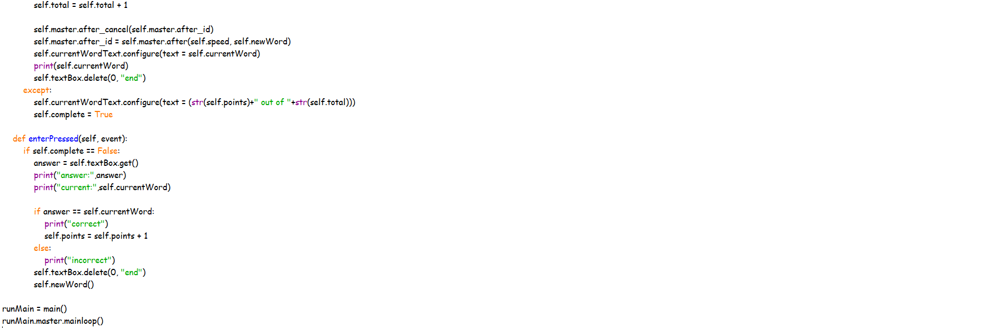 self.total = self.total + 1
self.master.after_cancel(self.master.after_id)
self.master.after_id = self.master.after(self.speed, self.newWord)
self.currentWordText.configure(text = self.currentWord)
print(self.currentWord)
self.textBox.delete(0, "end")
except:
self.currentWordText.configure(text = (str(self.points)+" out of "+str(self.total)))
self.complete = True
def enterPressed(self, event):
if self.complete == False:
answer = self.textBox.get()
print("answer:",answer)
print("current:",self.currentWord)
if answer == self.currentWord:
print("correct")
self.points = self.points + 1
else:
print("incorrect")
self.textBox.delete(0, "end")
self.newWord()
runMain = main()
runMain.master.mainloop()